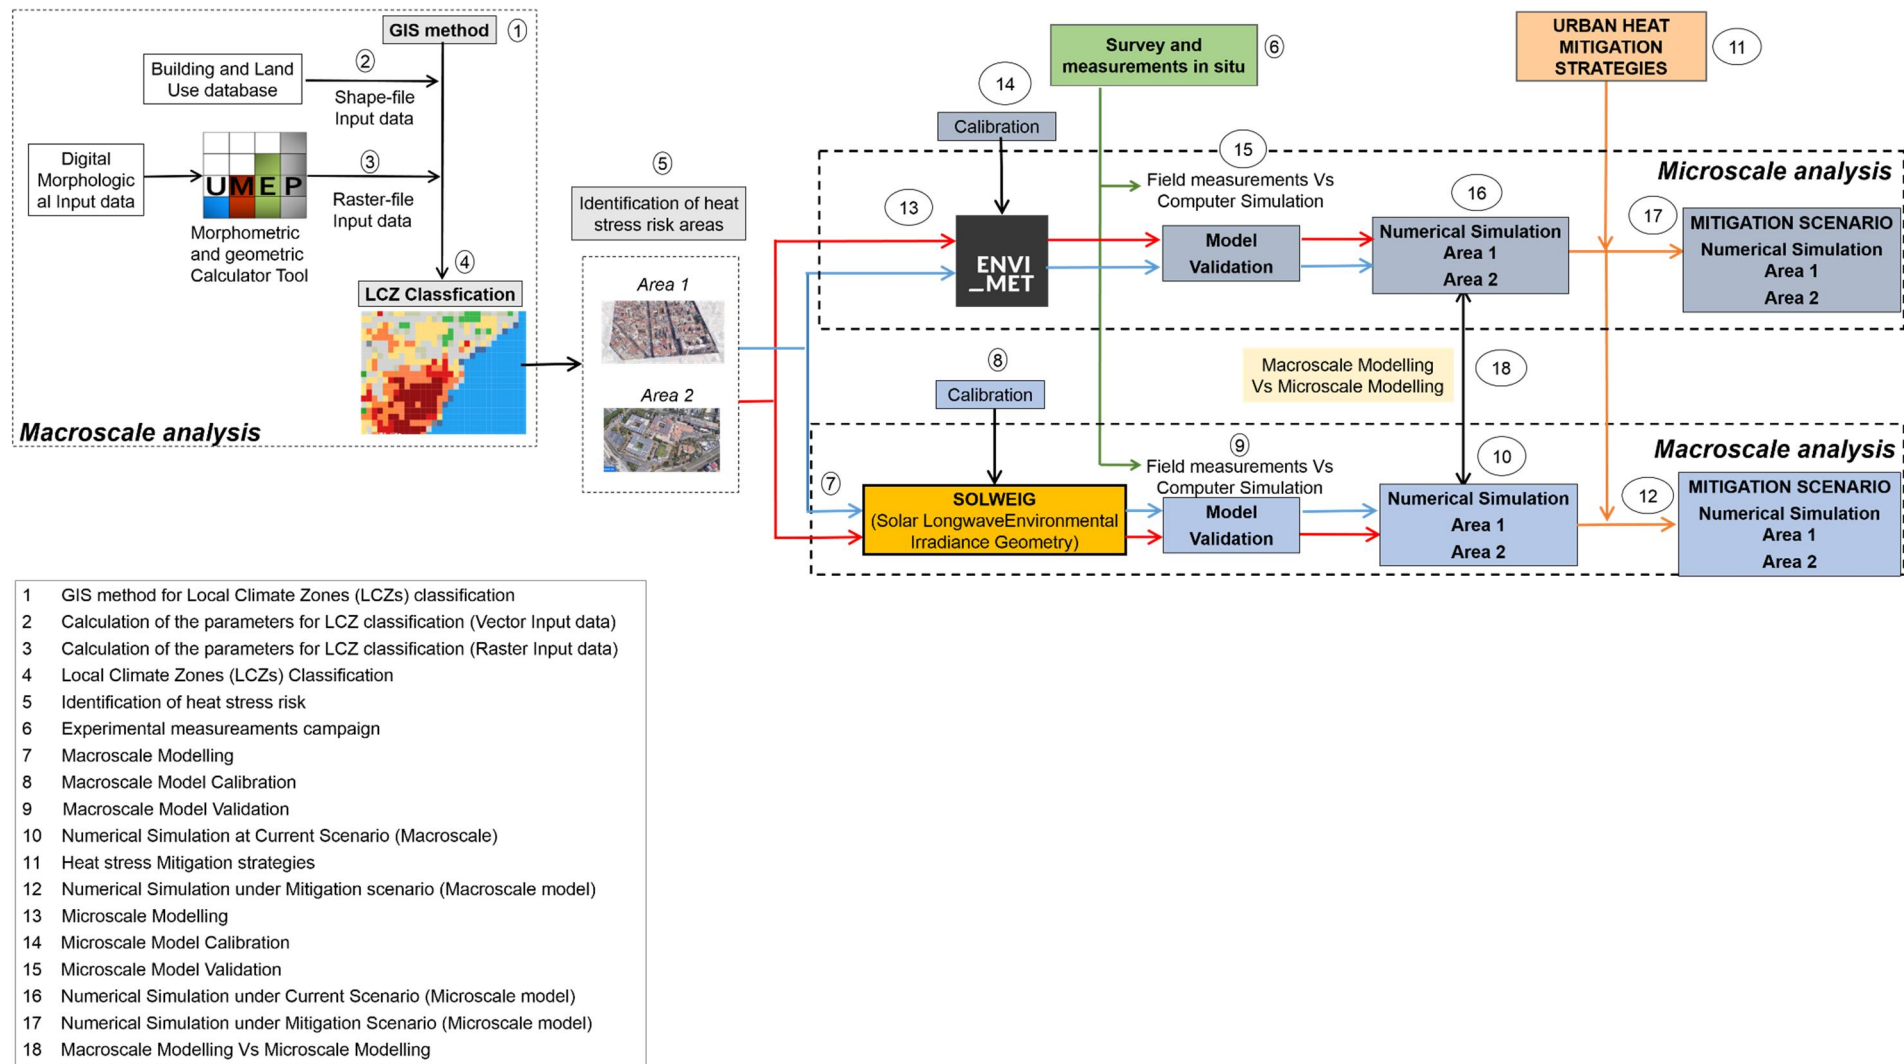 GIS method
1
2
Building and Land
Use database
Shape-file
Input data
Digital
Morphologic
al Input data
UMEP
3
Raster-file
Input data
Morphometric
and geometric
Calculator Tool
4
LCZ Classfication
Macroscale analysis
5
Identification of heat
stress risk areas
Area 1
Area 2
Survey and
measurements in situ
6
URBAN HEAT
MITIGATION
STRATEGIES
11
14
Calibration
15
Microscale analysis
Field measurements Vs
Computer Simulation
13
ENVI
_MET
Model
Validation
16
Numerical Simulation
Area 1
Area 2
17
MITIGATION SCENARIO
Numerical Simulation
Area 1
Area 2
Macroscale Modelling
Vs Microscale Modelling
18
8
Calibration
Macroscale analysis
9
Field measurements Vs
Computer Simulation
7
SOLWEIG
(Solar LongwaveEnvironmental
Irradiance Geometry)
Model
Validation
10
Numerical Simulation
Area 1
Area 2
12
MITIGATION SCENARIO
Numerical Simulation
Area 1
Area 2
1 GIS method for Local Climate Zones (LCZs) classification
2 Calculation of the parameters for LCZ classification (Vector Input data)
3 Calculation of the parameters for LCZ classification (Raster Input data)
4 Local Climate Zones (LCZs) Classification
5 Identification of heat stress risk
6 Experimental measureaments campaign
7 Macroscale Modelling
8 Macroscale Model Calibration
9 Macroscale Model Validation
10 Numerical Simulation at Current Scenario (Macroscale)
11 Heat stress Mitigation strategies
12 Numerical Simulation under Mitigation scenario (Macroscale model)
13 Microscale Modelling
14 Microscale Model Calibration
15 Microscale Model Validation
16 Numerical Simulation under Current Scenario (Microscale model)
17 Numerical Simulation under Mitigation Scenario (Microscale model)
18 Macroscale Modelling Vs Microscale Modelling